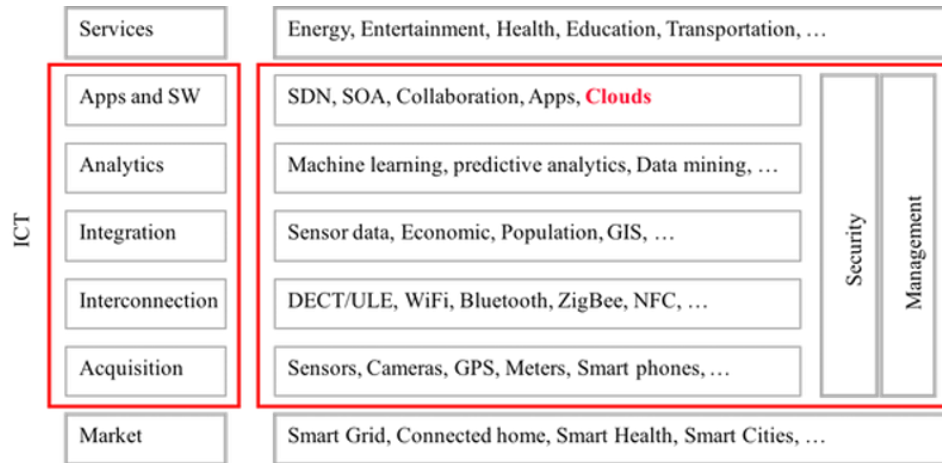 Services
Energy, Entertainment, Health, Education, Transportation, …
Apps and SW
SDN, SOA, Collaboration, Apps, Clouds
Analytics
Machine learning, predictive analytics, Data mining, …
Integration
Sensor data, Economic, Population, GIS, …
Interconnection
DECT/ULE, WiFi, Bluetooth, ZigBee, NFC, …
Acquisition
Sensors, Cameras, GPS, Meters, Smart phones, …
Market
Smart Grid, Connected home, Smart Health, Smart Cities, …
ICT
Security
Management